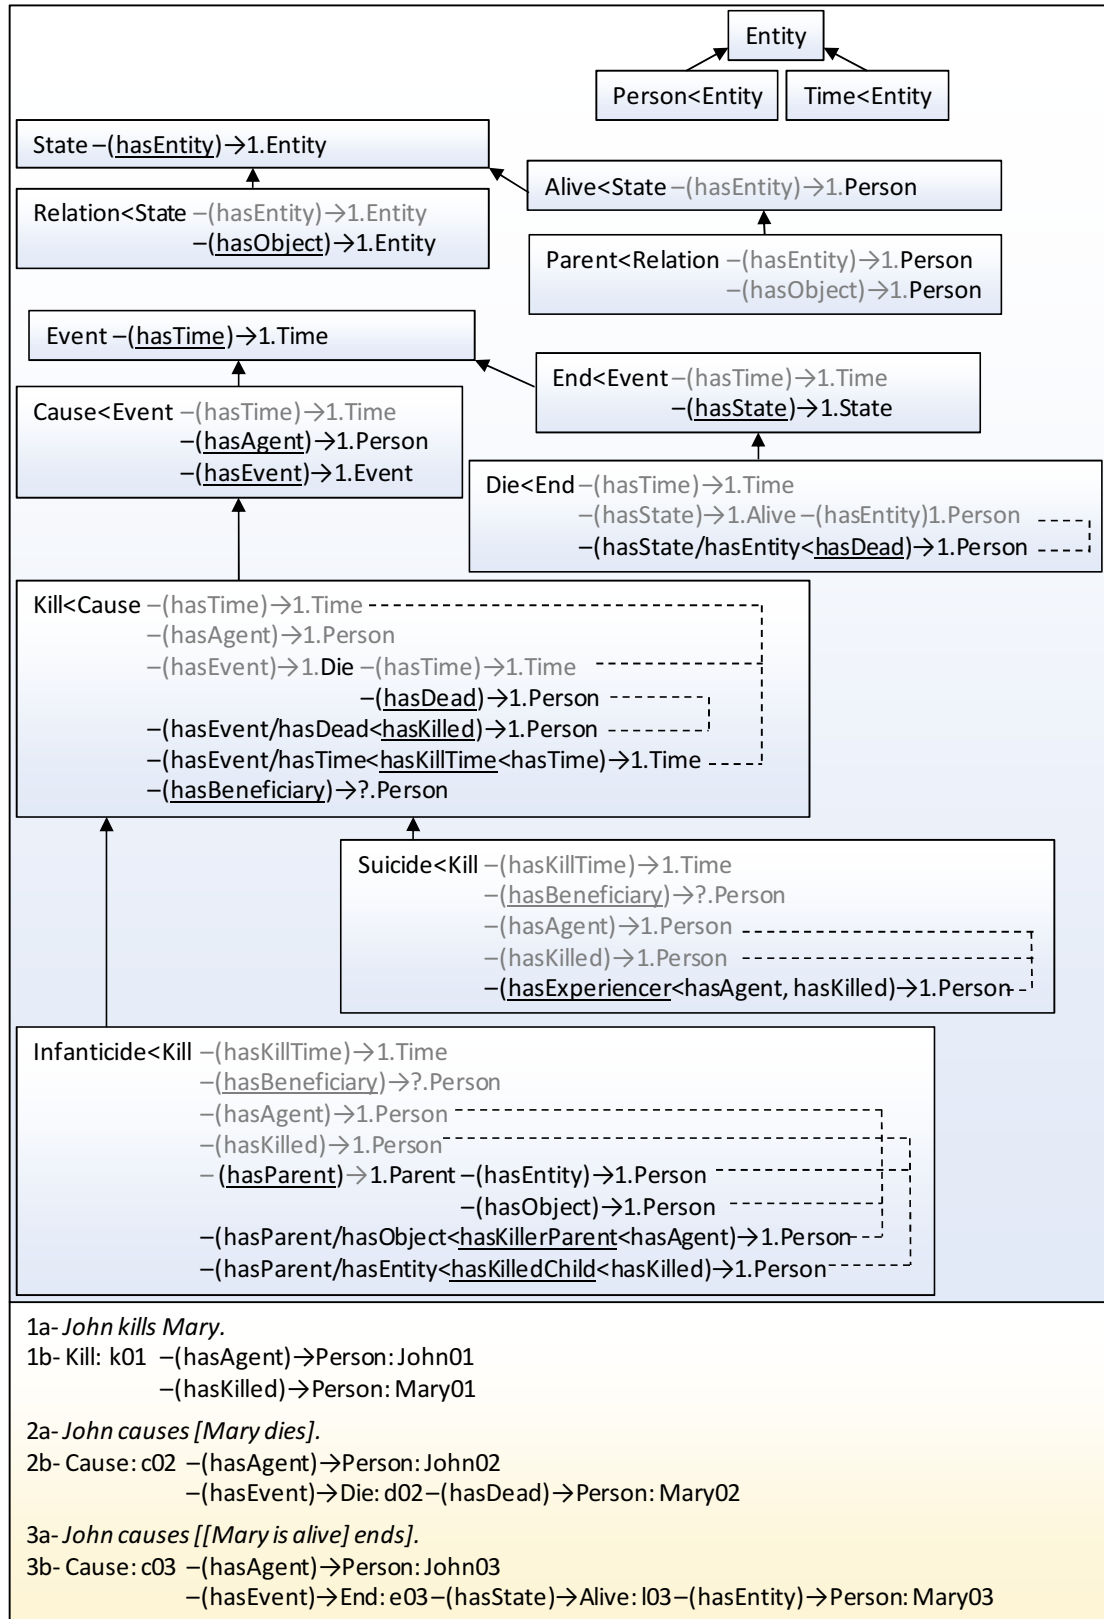 Entity
Person<Entity
Time<Entity
State –(hasEntity)→1.Entity
Alive<State –(hasEntity)→1.Person
Relation<State –(hasEntity)→1.Entity
–(hasObject)→1.Entity
Parent<Relation –(hasEntity)→1.Person
–(hasObject)→1.Person
Event –(hasTime)→1.Time
End<Event –(hasTime)→1.Time
–(hasState)→1.State
Cause<Event –(hasTime)→1.Time
–(hasAgent)→1.Person
–(hasEvent)→1.Event
Die<End –(hasTime)→1.Time
–(hasState)→1.Alive –(hasEntity)1.Person
–(hasState/hasEntity<hasDead)→1.Person
Kill<Cause –(hasTime)→1.Time
–(hasAgent)→1.Person
–(hasEvent)→1.Die –(hasTime)→1.Time
–(hasDead)→1.Person
–(hasEvent/hasDead<hasKilled)→1.Person
–(hasEvent/hasTime<hasKillTime<hasTime)→1.Time
–(hasBeneficiary)→?.Person
Suicide<Kill –(hasKillTime)→1.Time
–(hasBeneficiary)→?.Person
–(hasAgent)→1.Person
–(hasKilled)→1.Person
–(hasExperiencer<hasAgent, hasKilled)→1.Person
Infanticide<Kill –(hasKillTime)→1.Time
–(hasBeneficiary)→?.Person
–(hasAgent)→1.Person
–(hasKilled)→1.Person
– (hasParent)→1.Parent –(hasEntity)→1.Person
–(hasObject)→1.Person
–(hasParent/hasObject<hasKillerParent<hasAgent)→1.Person
–(hasParent/hasEntity<hasKilledChild<hasKilled)→1.Person
1a- John kills Mary.
1b- Kill: k01 –(hasAgent)→Person: John01
–(hasKilled)→Person: Mary01
2a- John causes [Mary dies].
2b- Cause: c02 –(hasAgent)→Person: John02
–(hasEvent)→Die: d02 –(hasDead)→Person: Mary02
3a- John causes [[Mary is alive] ends].
3b- Cause: c03 –(hasAgent)→Person: John03
–(hasEvent)→End: e03 –(hasState)→Alive: l03 –(hasEntity)→Person: Mary03